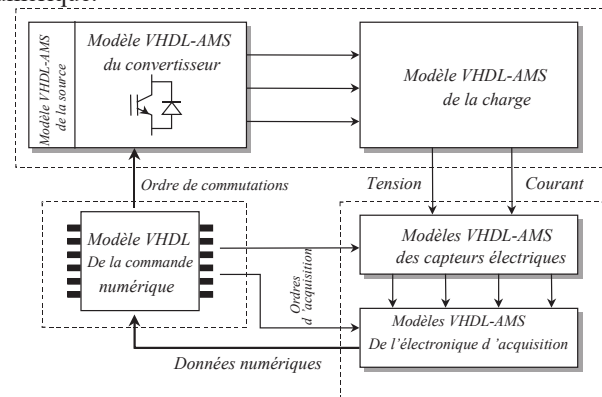 Modèle VHDL-AMS
de la source
Modèle VHDL-AMS
du convertisseur
Modèle VHDL-AMS
de la charge
Ordre de commutations
Tension
Courant
Modèle VHDL
De la commande
numérique
Ordres
d 'acquisition
Modèles VHDL-AMS
des capteurs électriques
Modèles VHDL-AMS
De l'électronique d 'acquisition
Données numériques